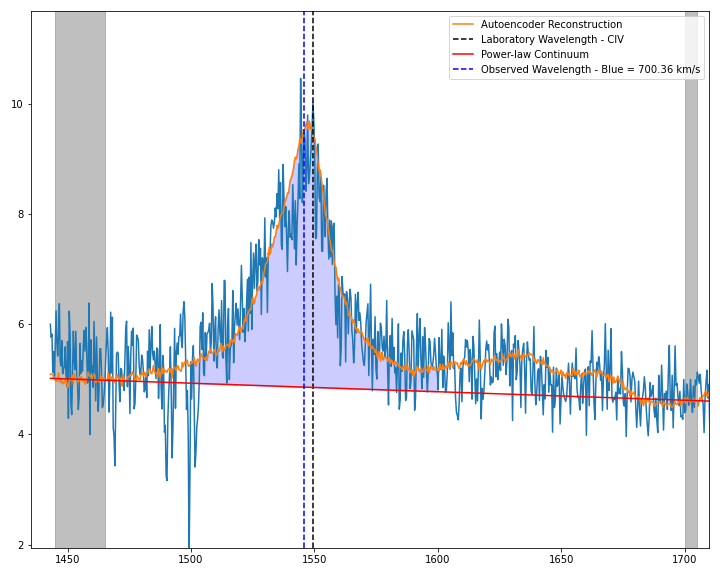 Autoencoder Reconstruction
Laboratory Wavelength - CIV
Power-law Continuum
Observed Wavelength - Blue = 700.36 km/s
10
8
6
4
2
1450 1500 1550 1600 1650 1700